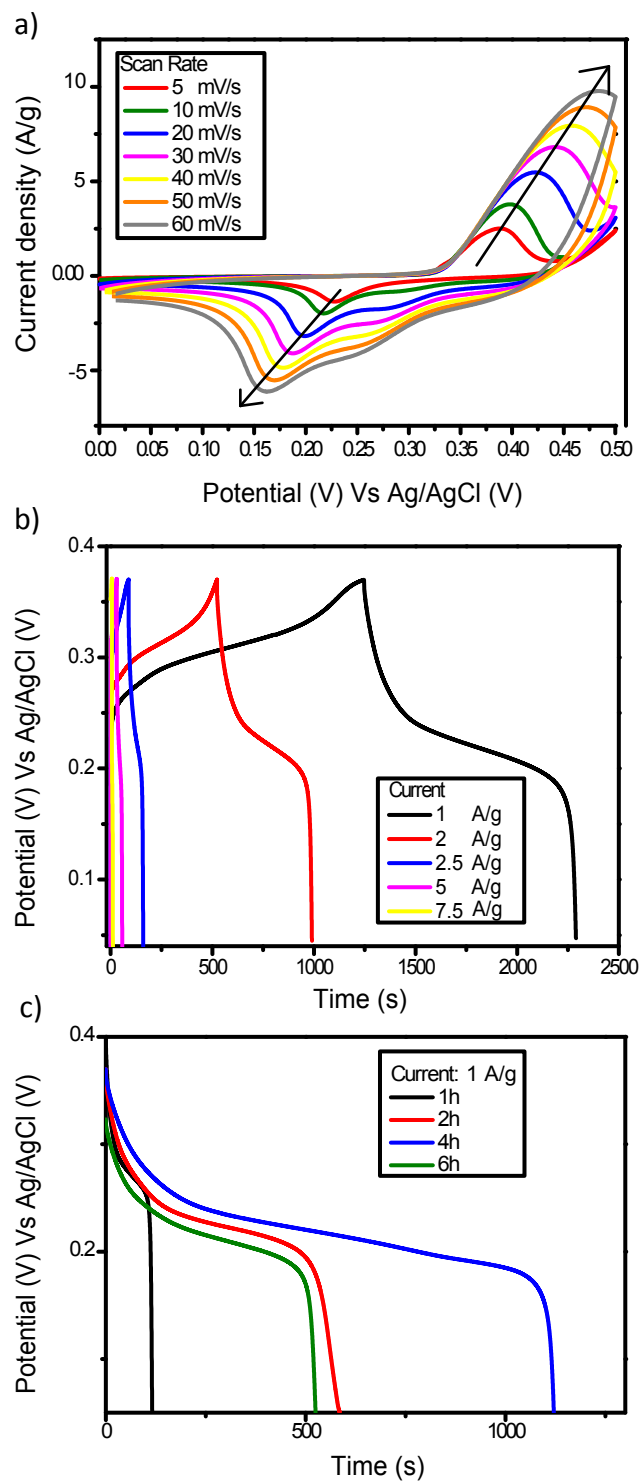 a)
Scan Rate
5 mV/s
10 mV/s
20 mV/s
30 mV/s
40 mV/s
50 mV/s
60 mV/s
Current density (A/g)
10
5
0.00
-5
0.00 0.05 0.10 0.15 0.20 0.25 0.30 0.35 0.40 0.45 0.50
Potential (V) Vs Ag/AgCl (V)
b)
Potential (V) Vs Ag/AgCl (V)
0.4
0.3
0.2
0.1
Current
1 A/g
2 A/g
2.5 A/g
5 A/g
7.5 A/g
0 500 1000 1500 2000 2500
Time (s)
c)
Potential (V) Vs Ag/AgCl (V)
0.4
0.2
Current: 1 A/g
1h
2h
4h
6h
0 500 1000
Time (s)